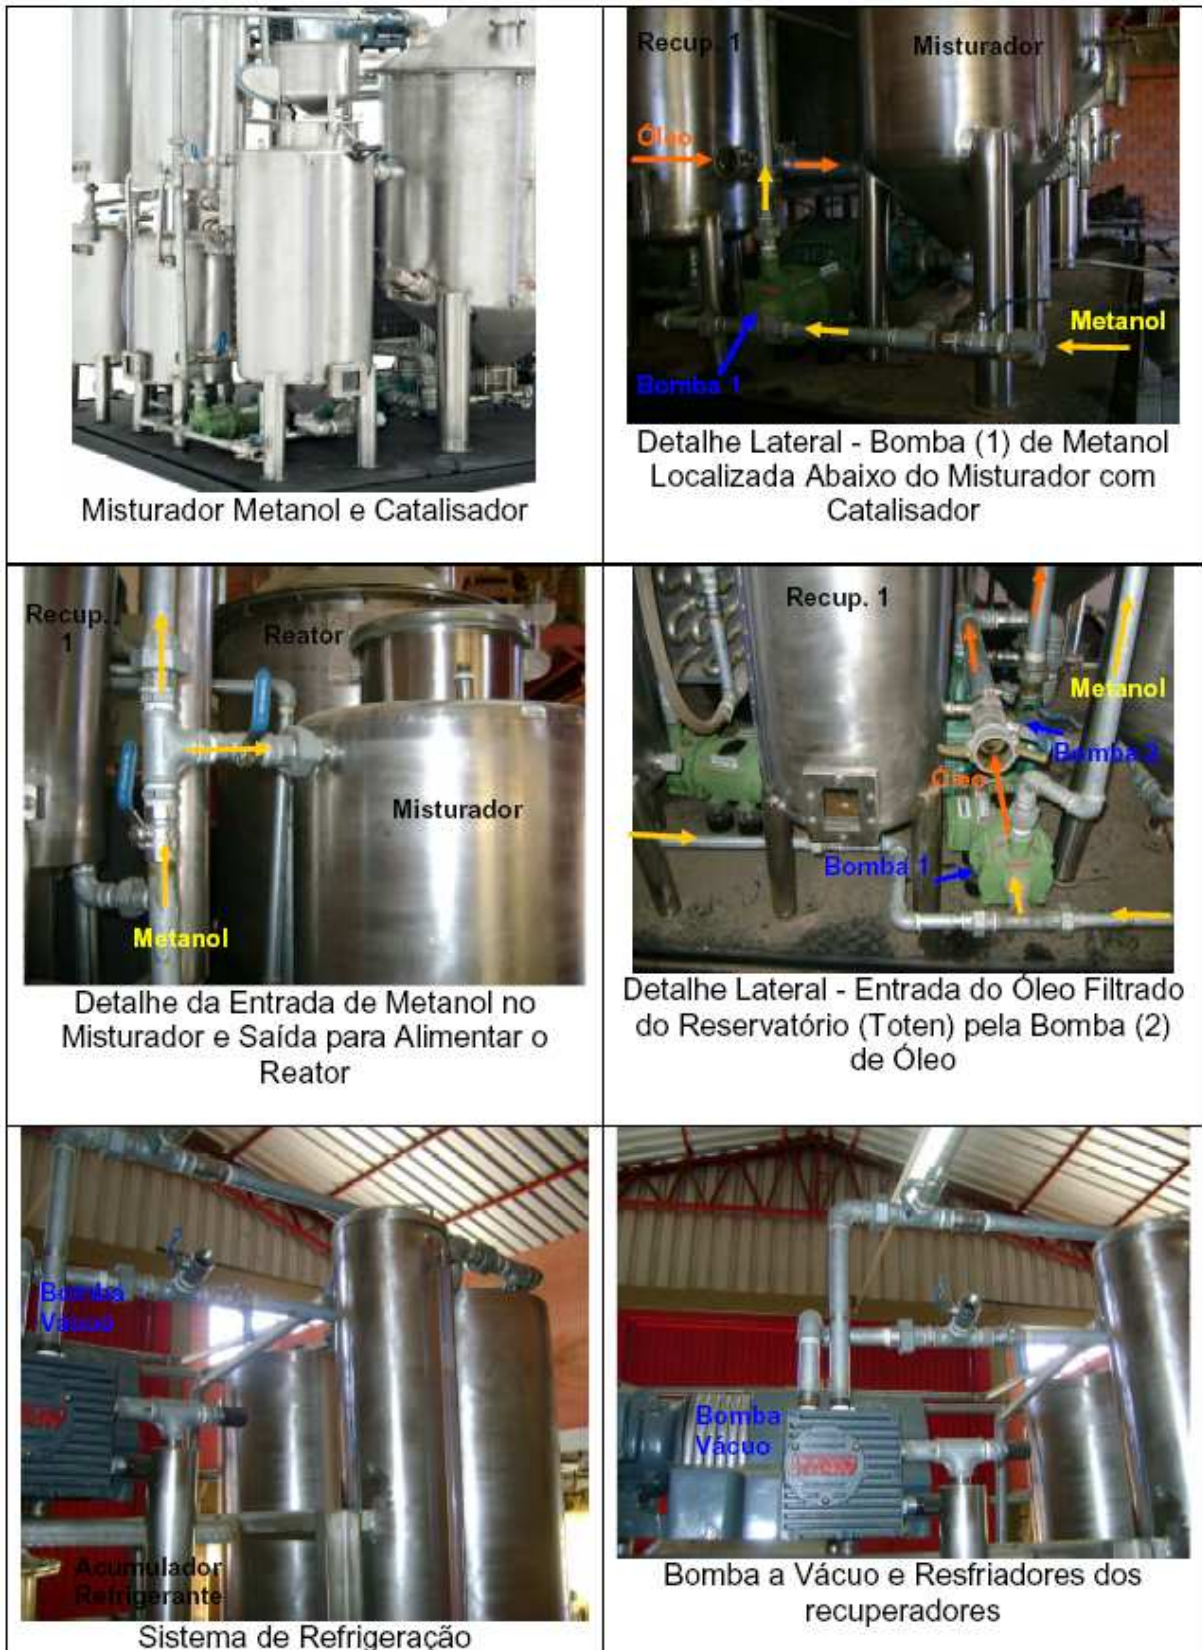 Misturador Metanol e Catalisador
Recup. 1
Misturador
Óleo
Metanol
Bomba 1
Detalhe Lateral - Bomba (1) de Metanol
Localizada Abaixo do Misturador com
Catalisador
Recup.
1
Reator
Misturador
Metanol
Detalhe da Entrada de Metanol no
Misturador e Saída para Alimentar o
Reator
Recup. 1
Metanol
Bomba 2
Óleo
Bomba 1
Detalhe Lateral - Entrada do Óleo Filtrado
do Reservatório (Toten) pela Bomba (2)
de Óleo
Bomba
Vácuo
Acumulador
Refrigerante
Sistema de Refrigeração
Bomba
Vácuo
Bomba a Vácuo e Resfriadores dos
recuperadores